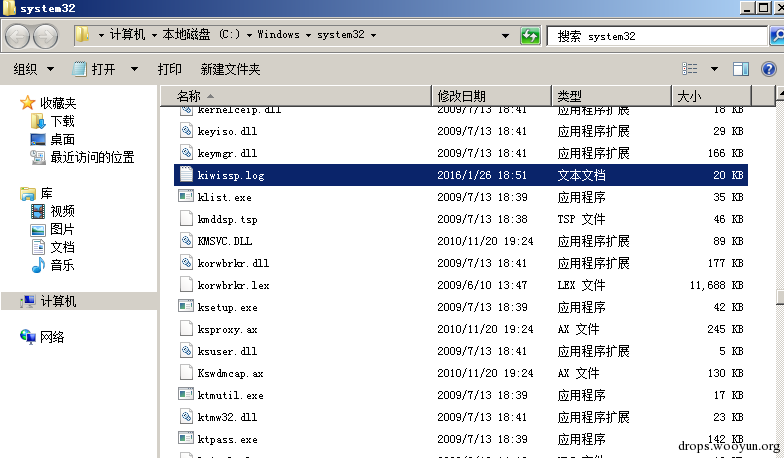 system32
计算机 本地磁盘 (C:) Windows system32
搜索 system32
组织 打开 打印 新建文件夹
收藏夹
下载
桌面
最近访问的位置
库
视频
图片
文档
音乐
计算机
网络
名称 修改日期 类型 大小
kernelceip.dll 2009/7/13 18:41 应用程序扩展 18 KB
keyiso.dll 2009/7/13 18:41 应用程序扩展 29 KB
keymgr.dll 2009/7/13 18:41 应用程序扩展 166 KB
kiwissp.log 2016/1/26 18:51 文本文档 20 KB
klist.exe 2009/7/13 18:39 应用程序 35 KB
kmddsp.tsp 2009/7/13 18:38 TSP 文件 46 KB
KMSVC.DLL 2010/11/20 19:24 应用程序扩展 89 KB
korwbrkr.dll 2009/7/13 18:41 应用程序扩展 177 KB
korwbrkr.lex 2009/6/10 13:47 LEX 文件 11,688 KB
ksetup.exe 2009/7/13 18:39 应用程序 42 KB
ksproxy.ax 2010/11/20 19:24 AX 文件 245 KB
ksuser.dll 2009/7/13 18:41 应用程序扩展 5 KB
Kswdmcap.ax 2010/11/20 19:24 AX 文件 130 KB
ktmutil.exe 2009/7/13 18:39 应用程序 17 KB
ktmw32.dll 2009/7/13 18:41 应用程序扩展 23 KB
ktpass.exe 2009/7/13 18:39 应用程序 142 KB
drops.wooyun.org